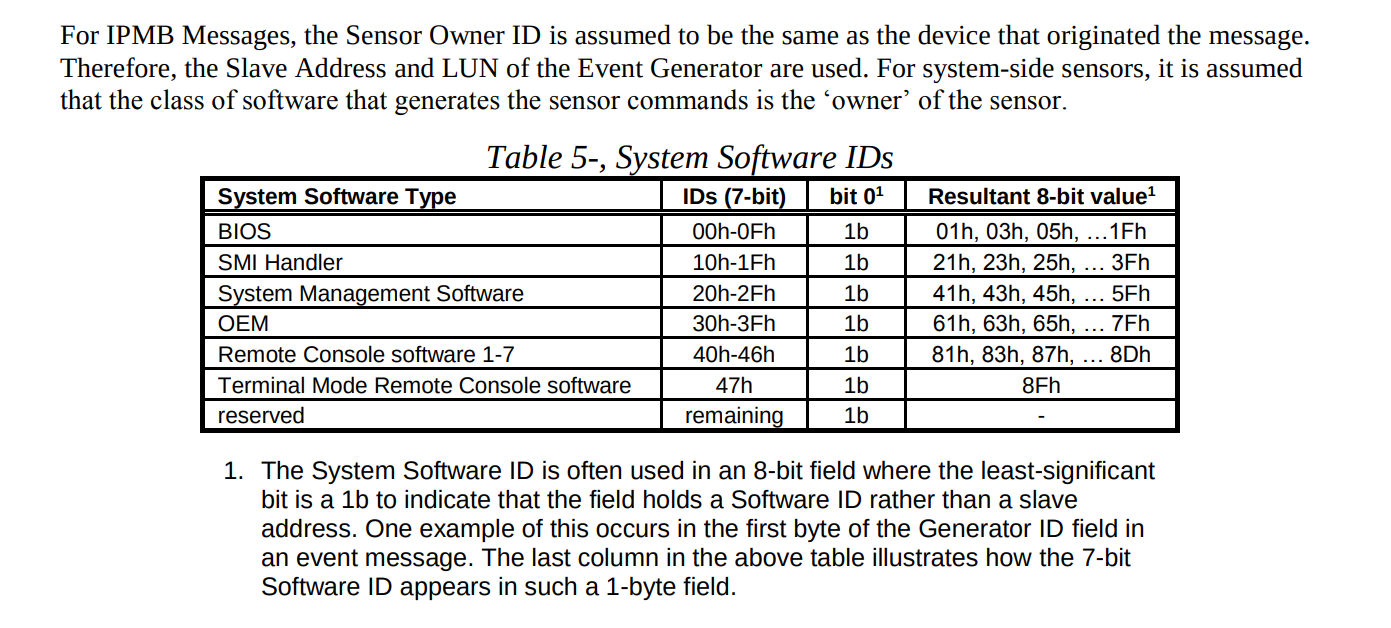 For IPMB Messages, the Sensor Owner ID is assumed to be the same as the device that originated the message.
Therefore, the Slave Address and LUN of the Event Generator are used. For system-side sensors, it is assumed
that the class of software that generates the sensor commands is the ‘owner’ of the sensor.
Table 5-, System Software IDs
System Software Type IDs (7-bit) bit 0¹ Resultant 8-bit value¹
BIOS 00h-0Fh 1b 01h, 03h, 05h, …1Fh
SMI Handler 10h-1Fh 1b 21h, 23h, 25h, … 3Fh
System Management Software 20h-2Fh 1b 41h, 43h, 45h, … 5Fh
OEM 30h-3Fh 1b 61h, 63h, 65h, … 7Fh
Remote Console software 1-7 40h-46h 1b 81h, 83h, 87h, … 8Dh
Terminal Mode Remote Console software 47h 1b 8Fh
reserved remaining 1b -
1. The System Software ID is often used in an 8-bit field where the least-significant
bit is a 1b to indicate that the field holds a Software ID rather than a slave
address. One example of this occurs in the first byte of the Generator ID field in
an event message. The last column in the above table illustrates how the 7-bit
Software ID appears in such a 1-byte field.